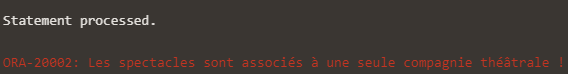 Statement processed.
ORA-20002: Les spectacles sont associés à une seule compagnie théâtrale !